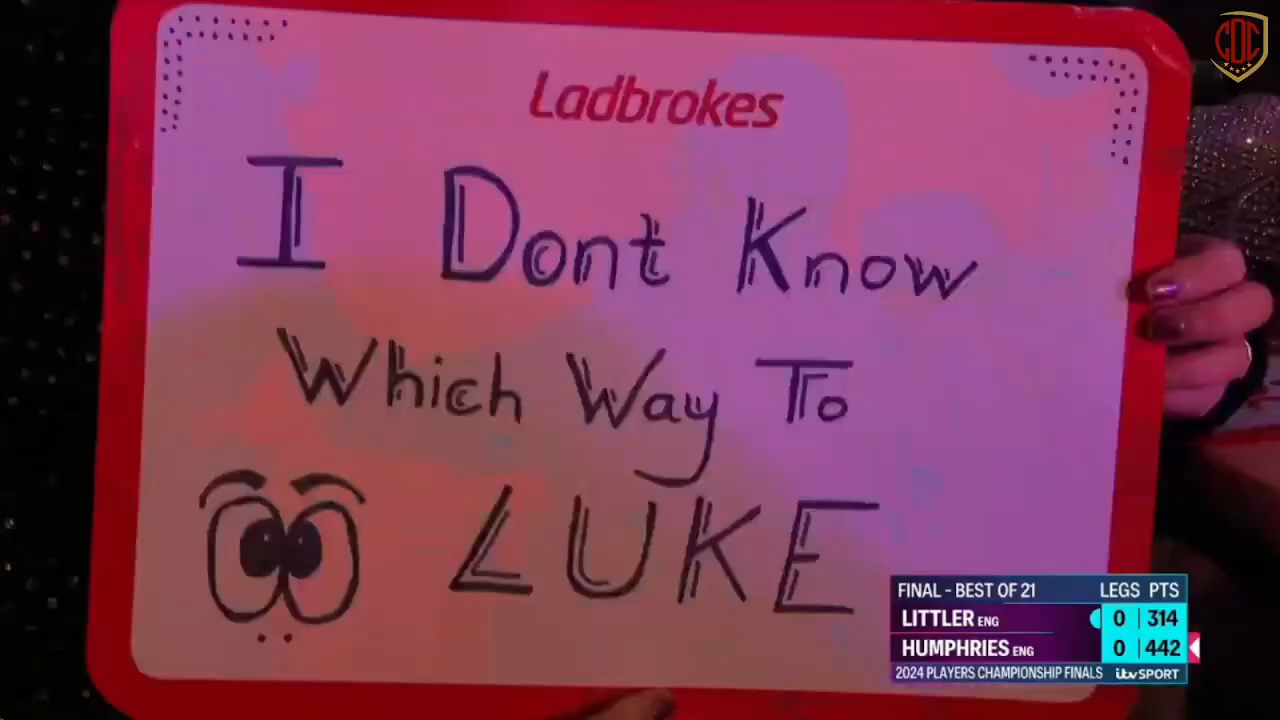 CDC
Ladbrokes
I Dont Know
Which Way To
LUKE
FINAL - BEST OF 21 LEGS PTS
LITTLER ENG 0 314
HUMPHRIES ENG 0 442
2024 PLAYERS CHAMPIONSHIP FINALS itv SPORT